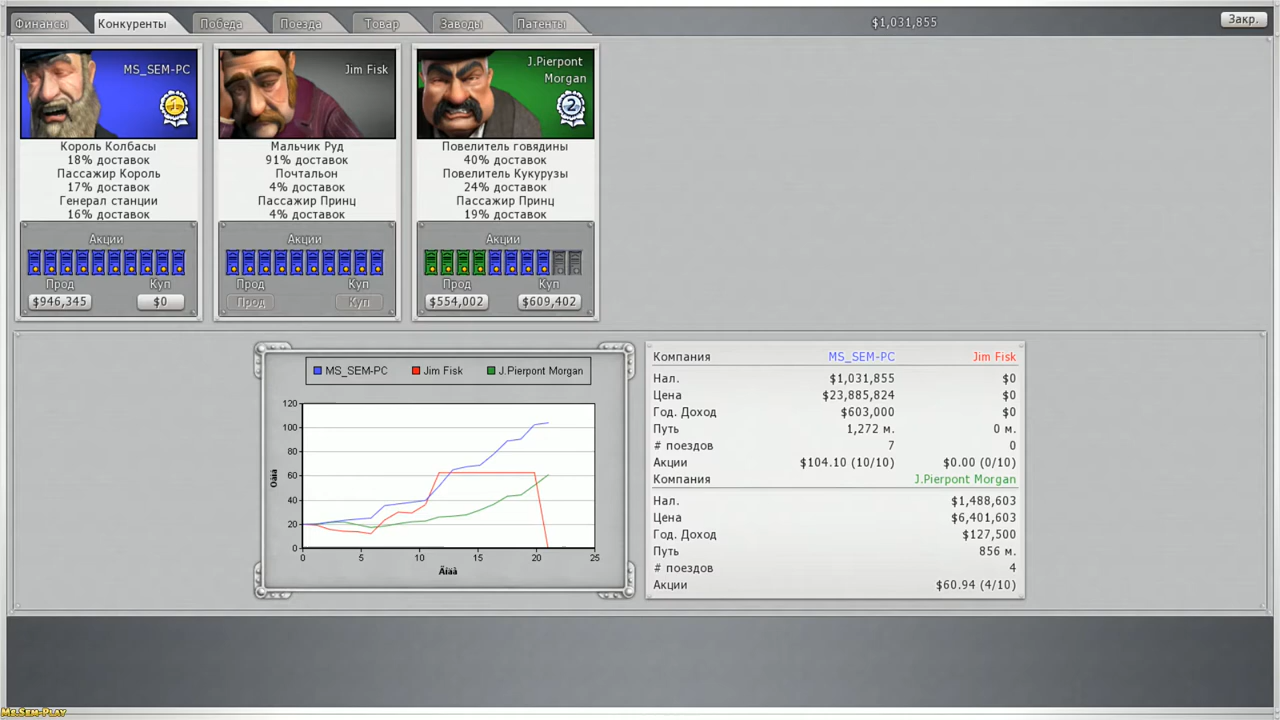 Финансы Конкуренты Победа Поезда Товар Заводы Патенты $1,031,855 Закр.
MS_SEM-PC
Король Колбасы
18% доставок
Пассажир Король
17% доставок
Генерал станции
16% доставок
Акции
Прод Куп
$946,345 $0
Jim Fisk
Мальчик Руд
91% доставок
Почтальон
4% доставок
Пассажир Принц
4% доставок
Акции
Прод Куп
Прод Куп
J.Pierpont
Morgan
2
Повелитель говядины
40% доставок
Повелитель Кукурузы
24% доставок
Пассажир Принц
19% доставок
Акции
Прод Куп
$554,002 $609,402
MS_SEM-PC Jim Fisk J.Pierpont Morgan
120
100
80
60
40
20
0
Öåíà
0 5 10 15 20 25
Äîäà
Компания MS_SEM-PC Jim Fisk
Нал. $1,031,855 $0
Цена $23,885,824 $0
Год. Доход $603,000 $0
Путь 1,272 м. 0 м.
# поездов 7 0
Акции $104.10 (10/10) $0.00 (0/10)
Компания J.Pierpont Morgan
Нал. $1,488,603
Цена $6,401,603
Год. Доход $127,500
Путь 856 м.
# поездов 4
Акции $60.94 (4/10)
Ms.Sem-Play